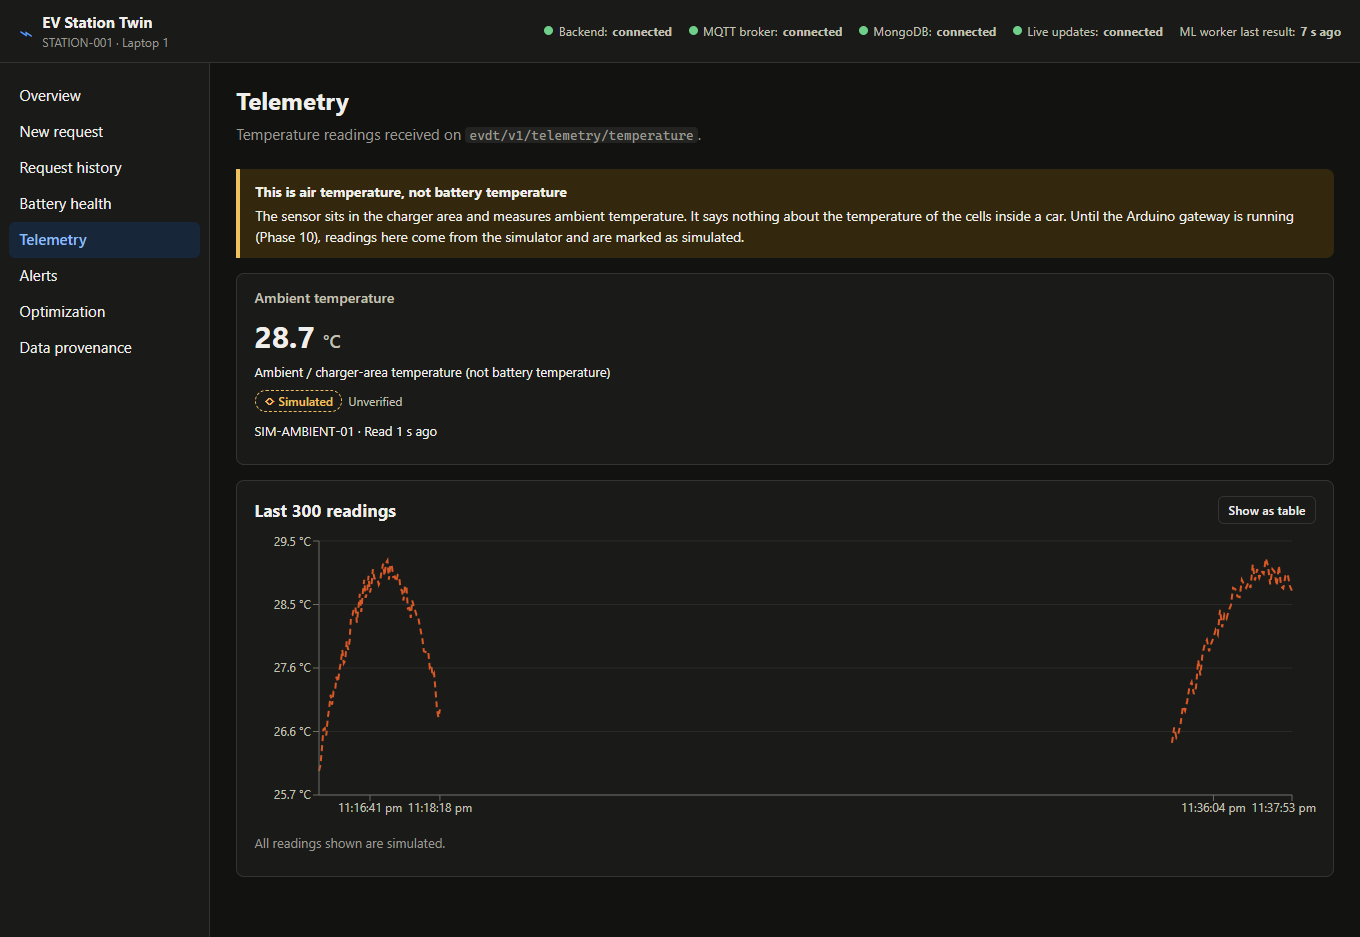 EV Station Twin
STATION-001 · Laptop 1
Backend: connected
MQTT broker: connected
MongoDB: connected
Live updates: connected
ML worker last result: 7 s ago
Overview
New request
Request history
Battery health
Telemetry
Alerts
Optimization
Data provenance
Telemetry
Temperature readings received on evdt/v1/telemetry/temperature.
This is air temperature, not battery temperature
The sensor sits in the charger area and measures ambient temperature. It says nothing about the temperature of the cells inside a car. Until the Arduino gateway is running
(Phase 10), readings here come from the simulator and are marked as simulated.
Ambient temperature
28.7 °C
Ambient / charger-area temperature (not battery temperature)
Simulated Unverified
SIM-AMBIENT-01 · Read 1 s ago
Last 300 readings
Show as table
29.5 °C
28.5 °C
27.6 °C
26.6 °C
25.7 °C
11:16:41 pm 11:18:18 pm 11:36:04 pm 11:37:53 pm
All readings shown are simulated.